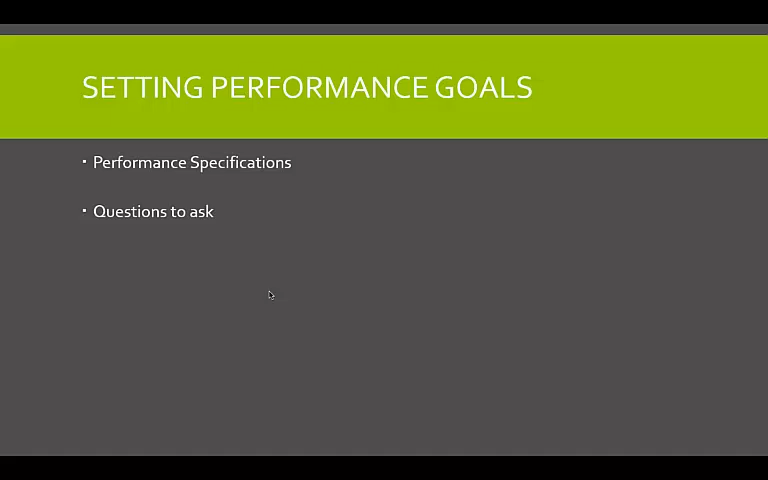 SETTING PERFORMANCE GOALS
▪ Performance Specifications
▪ Questions to ask